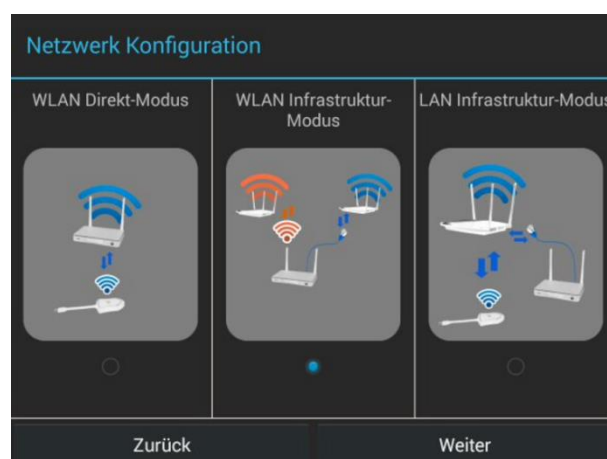 Netzwerk Konfiguration
WLAN Direkt-Modus
WLAN Infrastruktur-
Modus
LAN Infrastruktur-Modus
Zurück
Weiter